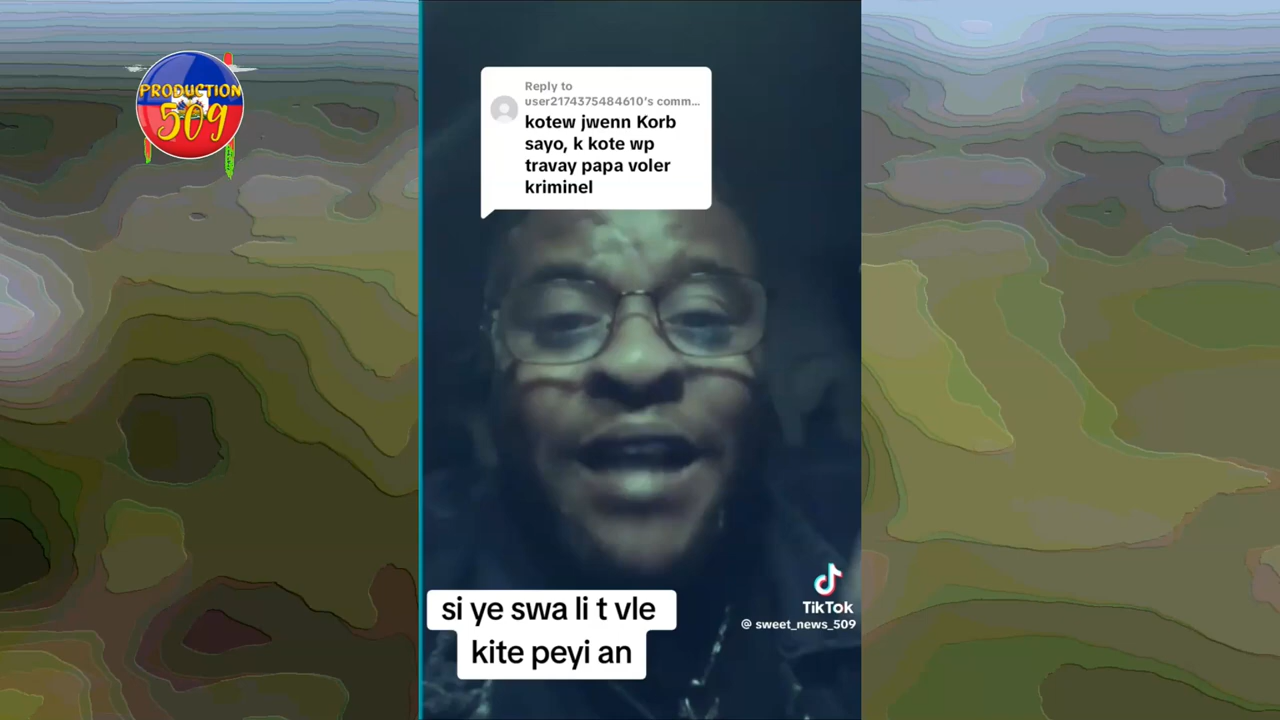 PRODUCTION
509
Reply to
user2174375484610's comm...
kotew jwenn Korb
sayo, k kote wp
travay papa voler
kriminel
si ye swa li t vle
kite peyi an
TikTok
@ sweet_news_509